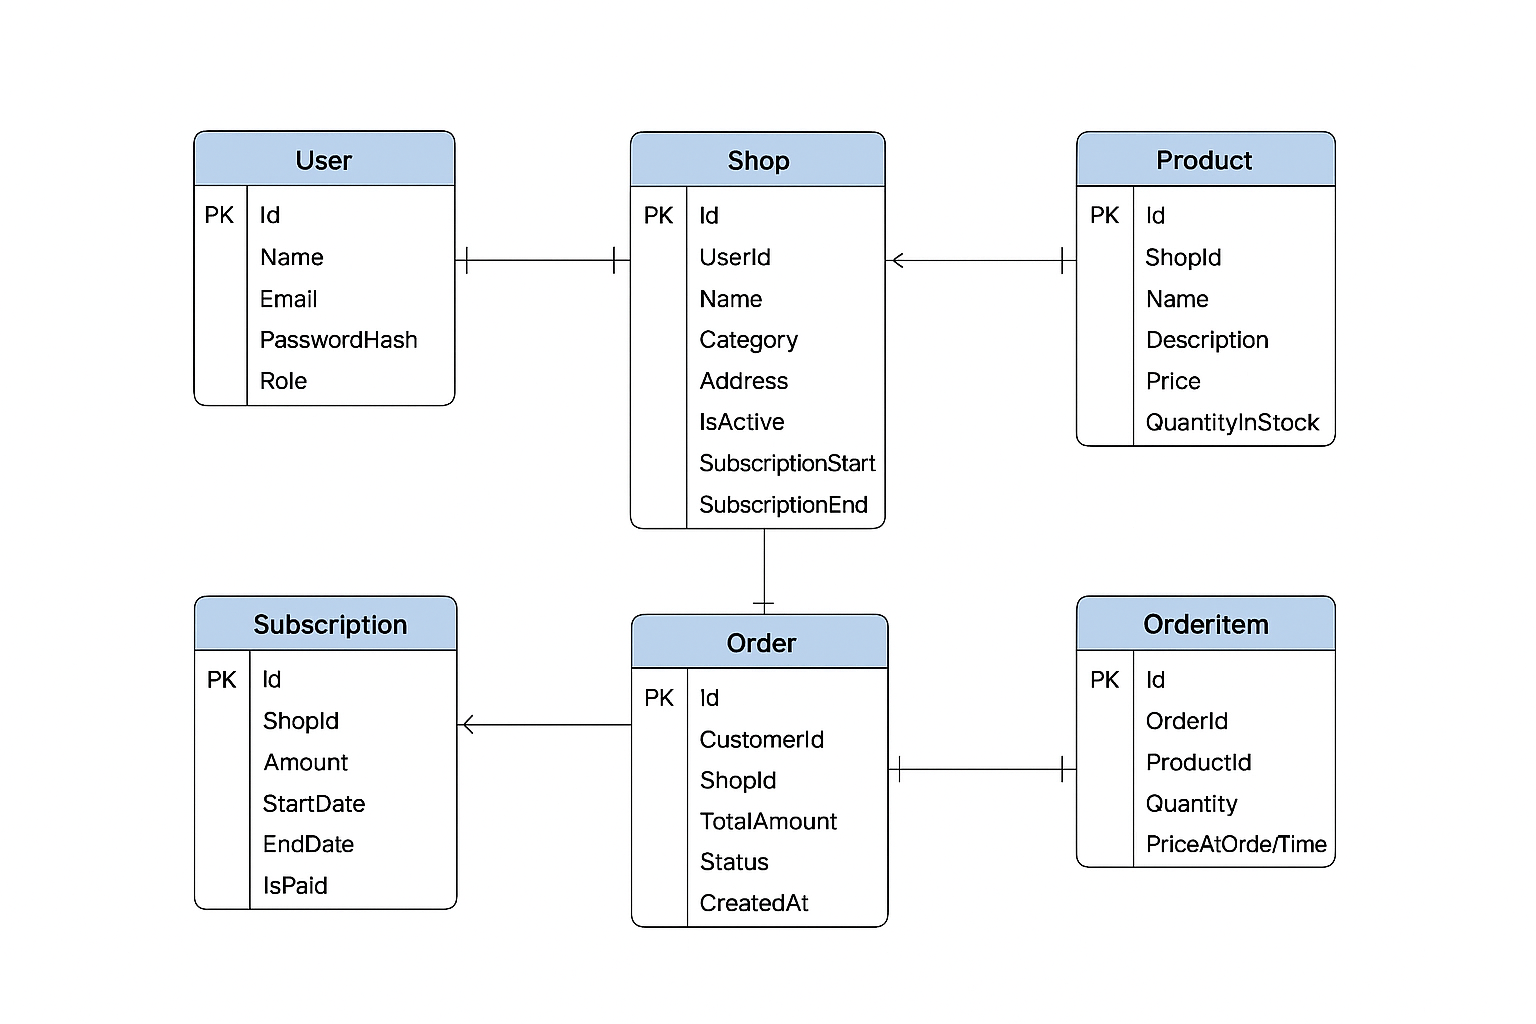 User
PK Id
Name
Email
PasswordHash
Role
Shop
PK Id
UserId
Name
Category
Address
IsActive
SubscriptionStart
SubscriptionEnd
Product
PK Id
ShopId
Name
Description
Price
QuantityInStock
Subscription
PK Id
ShopId
Amount
StartDate
EndDate
IsPaid
Order
PK Id
CustomerId
ShopId
TotalAmount
Status
CreatedAt
Orderitem
PK Id
OrderId
ProductId
Quantity
PriceAtOrde/Time